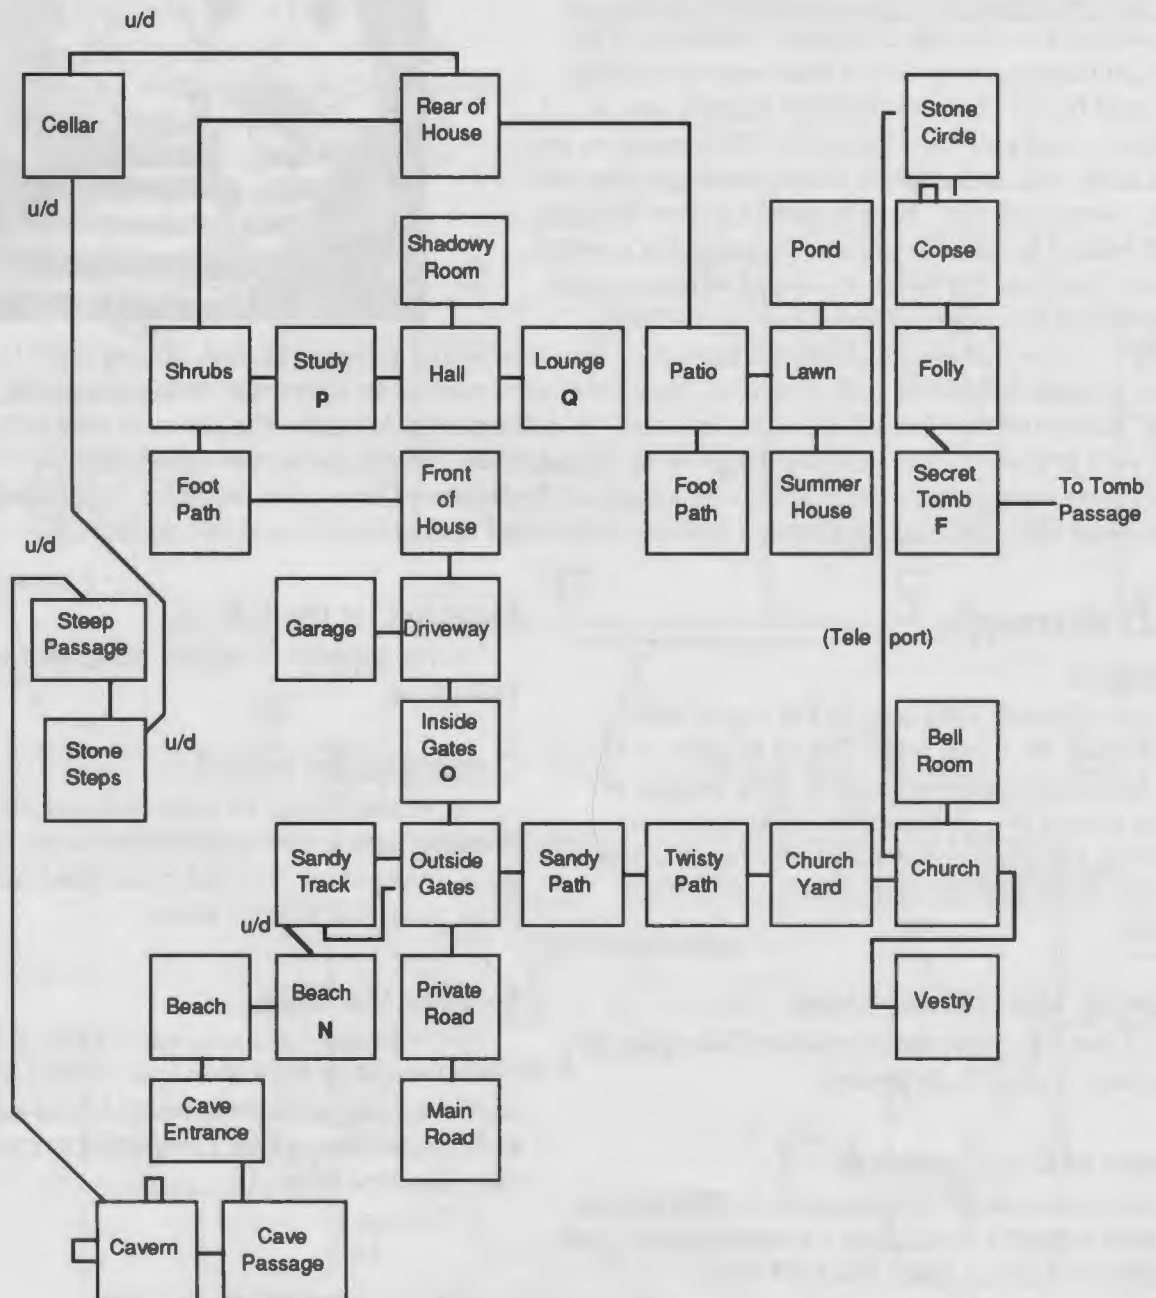 u/d
Cellar
Rear of
House
Stone
Circle
u/d
Shadowy
Room
Pond
Copse
Shrubs
Study
P
Hall
Lounge
Q
Patio
Lawn
Folly
Foot
Path
Front
of
House
Foot
Path
Summer
House
Secret
Tomb
F
To Tomb
Passage
u/d
Steep
Passage
Garage
Driveway
(Tele port)
Stone
Steps
u/d
Inside
Gates
O
Bell
Room
Sandy
Track
Outside
Gates
Sandy
Path
Twisty
Path
Church
Yard
Church
u/d
Beach
Beach
N
Private
Road
Vestry
Cave
Entrance
Main
Road
Cavern
Cave
Passage